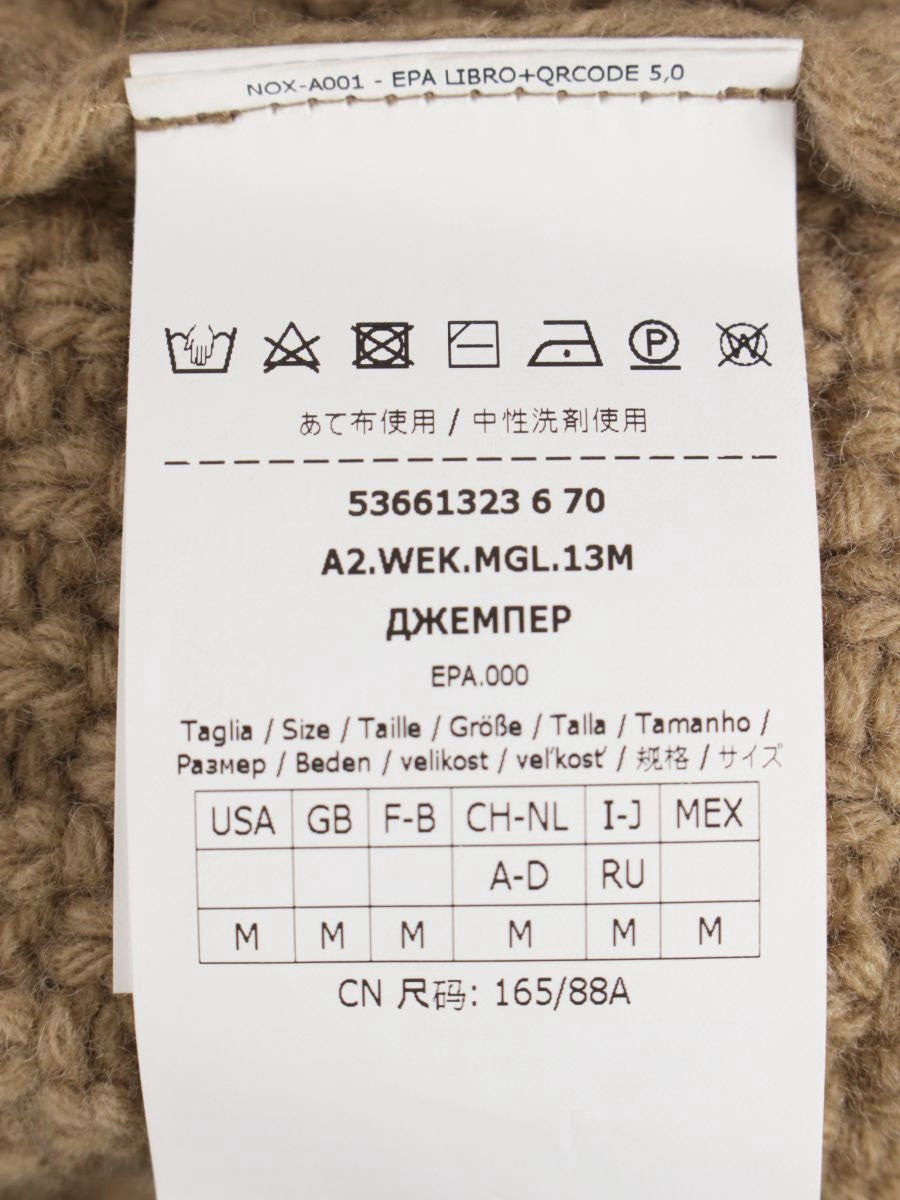 NOX-A001 - EPA LIBRO+QRCODE 5,0
P W
あて布使用 / 中性洗剤使用
53661323 6 70
A2.WEK.MGL.13M
ДЖЕМПЕР
EPA.000
Taglia / Size / Taille / Größe / Talla / Tamanho /
Размер / Beden / velikost / veľkosť / 规格 / サイズ
USA GB F-B CH-NL I-J MEX
A-D RU
M M M M M M
CN 尺码: 165/88A